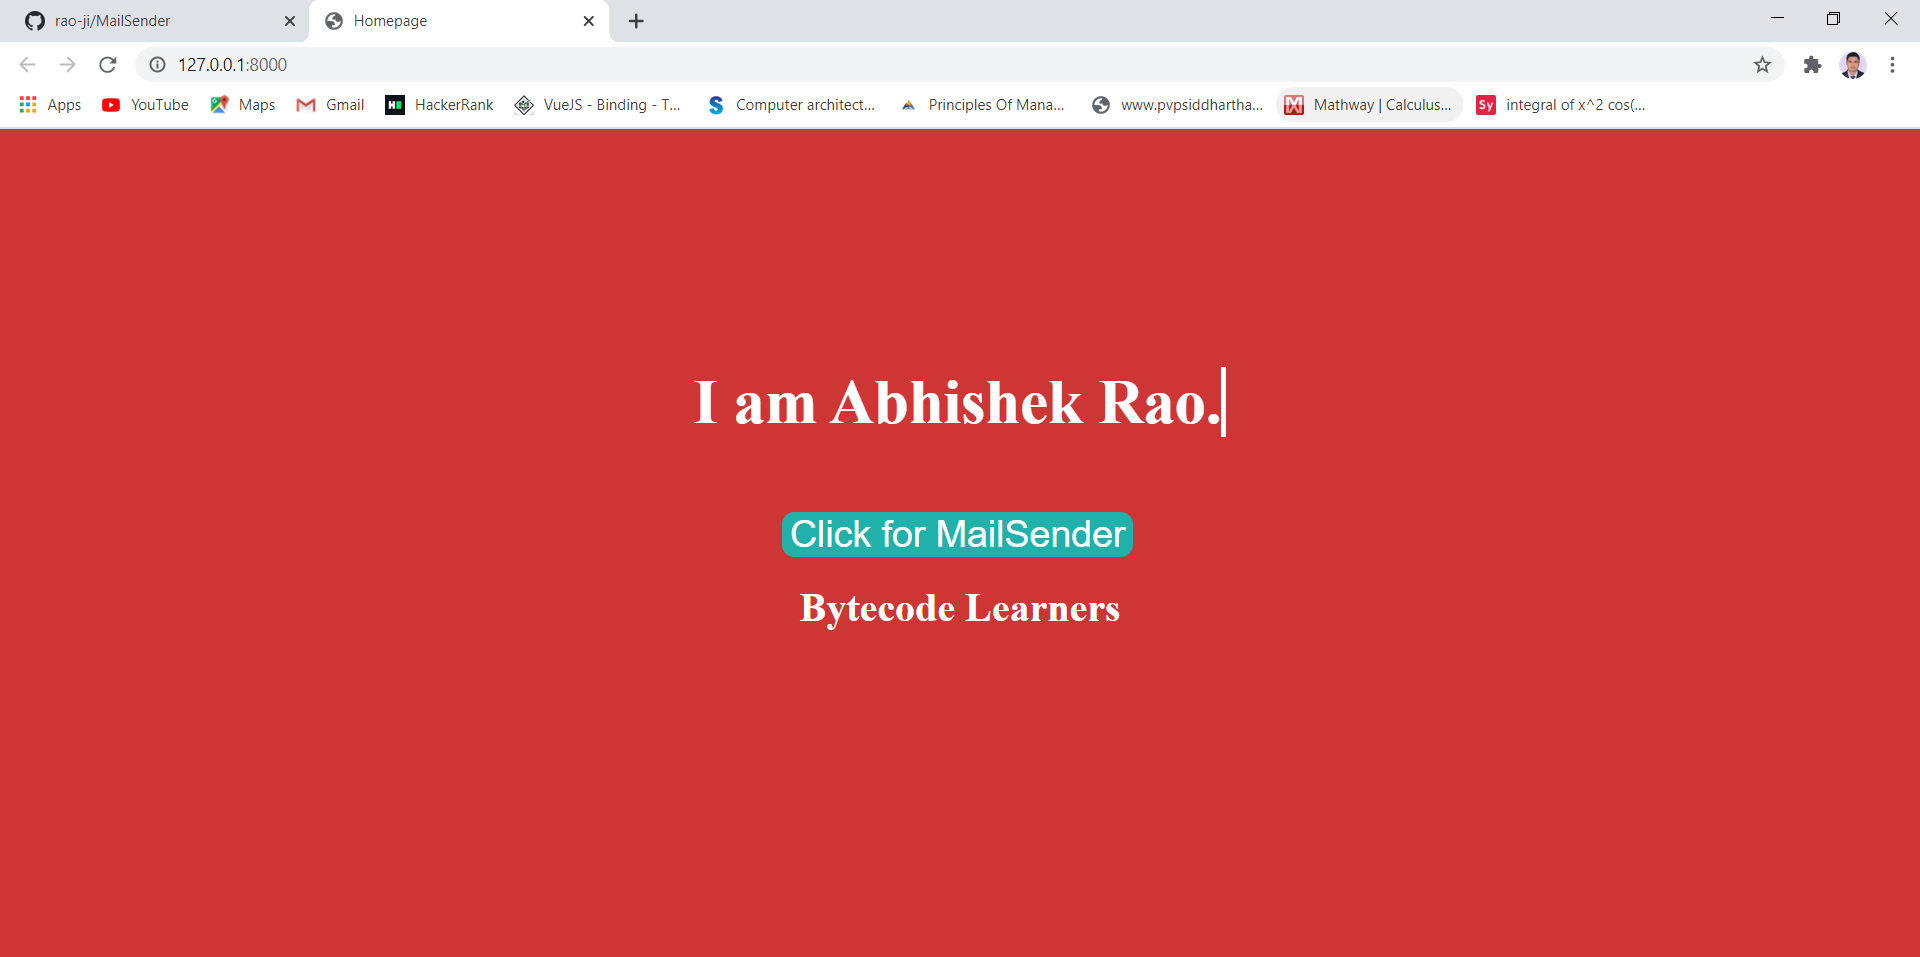 rao-ji/MailSender
Homepage
127.0.0.1:8000
Apps YouTube Maps Gmail HackerRank VueJS - Binding - T... Computer architect... Principles Of Mana... www.pvpsiddhartha... Mathway | Calculus... integral of x^2 cos(...
I am Abhishek Rao.
Click for MailSender
Bytecode Learners